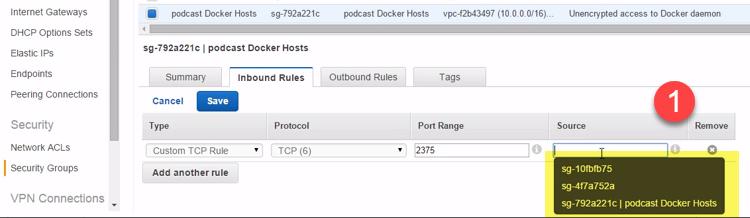 Internet Gateways
DHCP Options Sets
Elastic IPs
Endpoints
Peering Connections
Security
Network ACLs
Security Groups
VPN Connections
podcast Docker Hosts sg-792a221c podcast Docker Hosts vpc-f2b43497 (10.0.0.0/16)... Unencrypted access to Docker daemon
sg-792a221c | podcast Docker Hosts
Summary Inbound Rules Outbound Rules Tags
Cancel Save
1
Type Protocol Port Range Source Remove
Custom TCP Rule TCP (6) 2375
Add another rule
sg-10fbfb75
sg-4f7a752a
sg-792a221c | podcast Docker Hosts